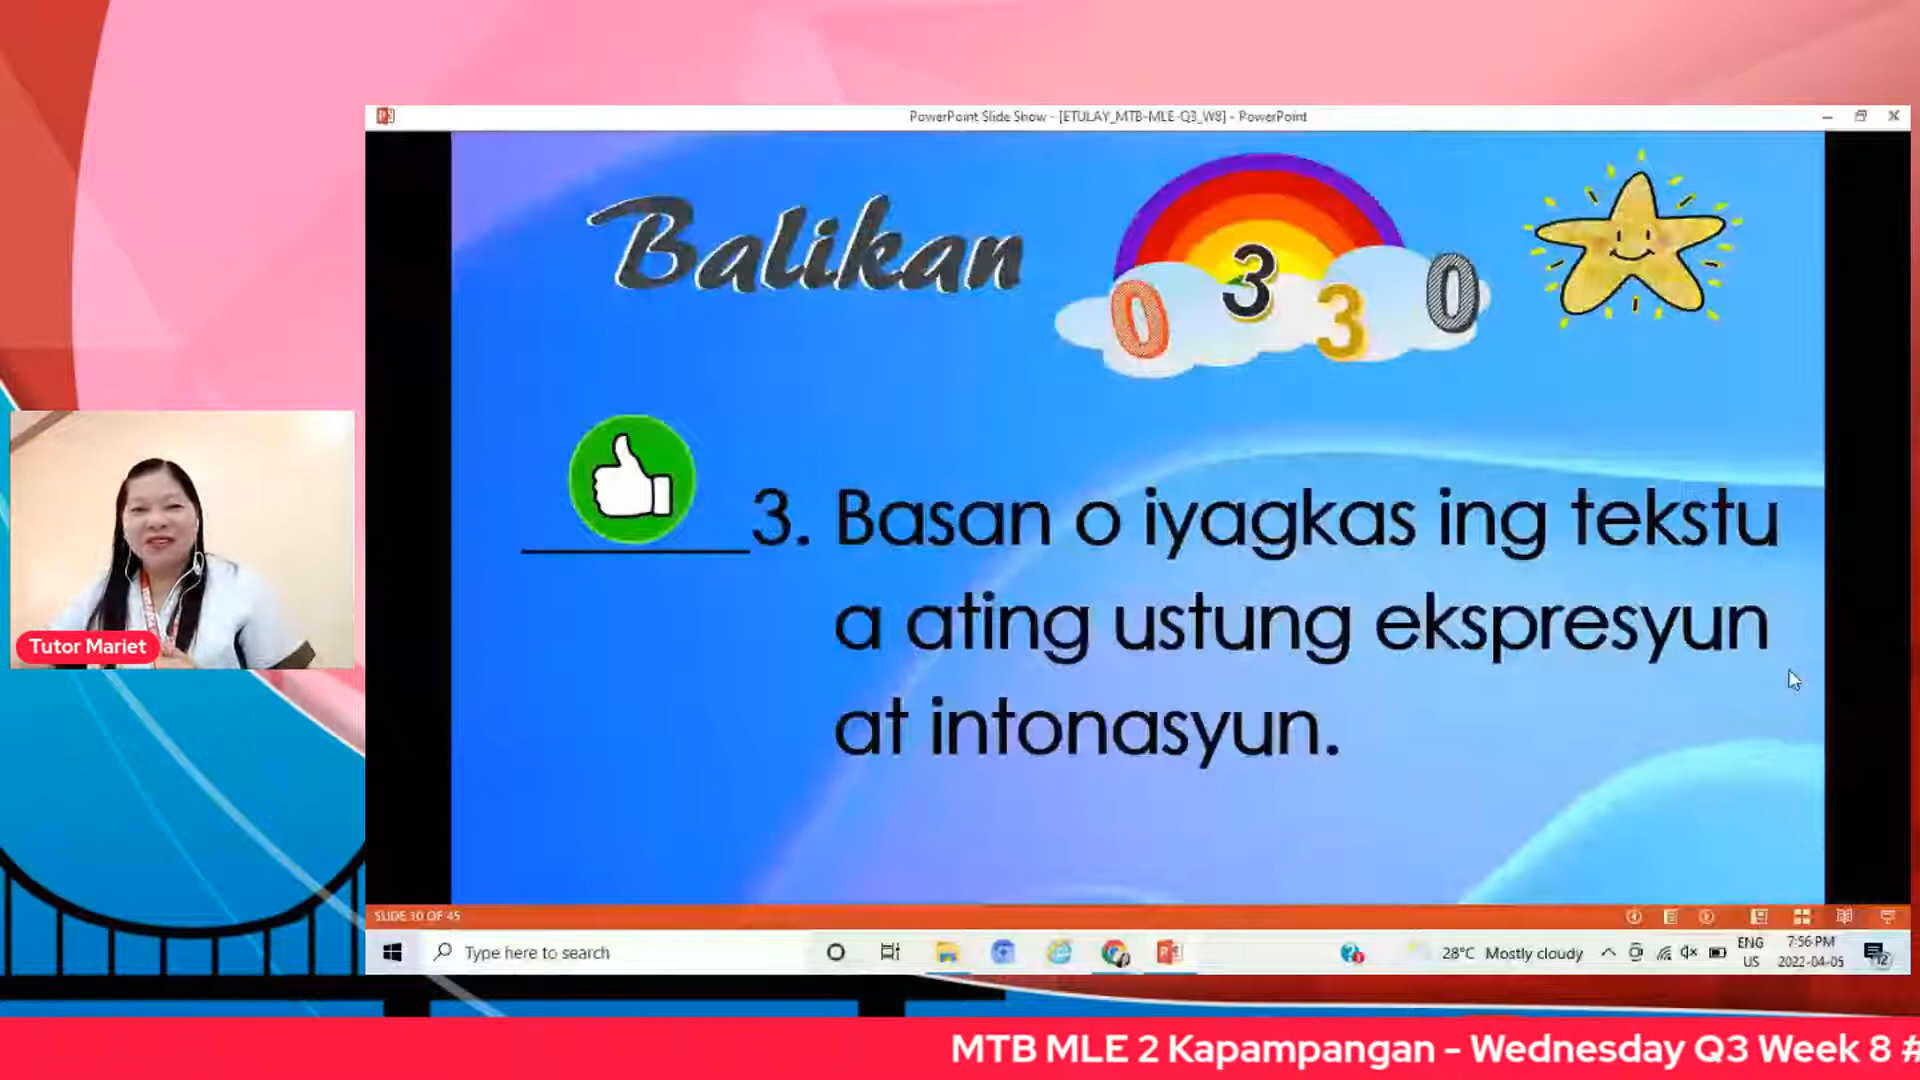 PowerPoint Slide Show - [ETULAY_MTB-MLE-Q3_W8] - PowerPoint
Balikan
0 3 3 0
3. Basan o iyagkas ing tekstu
a ating ustung ekspresyun
at intonasyun.
Tutor Mariet
SLIDE 10 OF 45
Type here to search
28°C Mostly cloudy
ENG
US
7:56 PM
2022-04-05
12
MTB MLE 2 Kapampangan - Wednesday Q3 Week 8 #